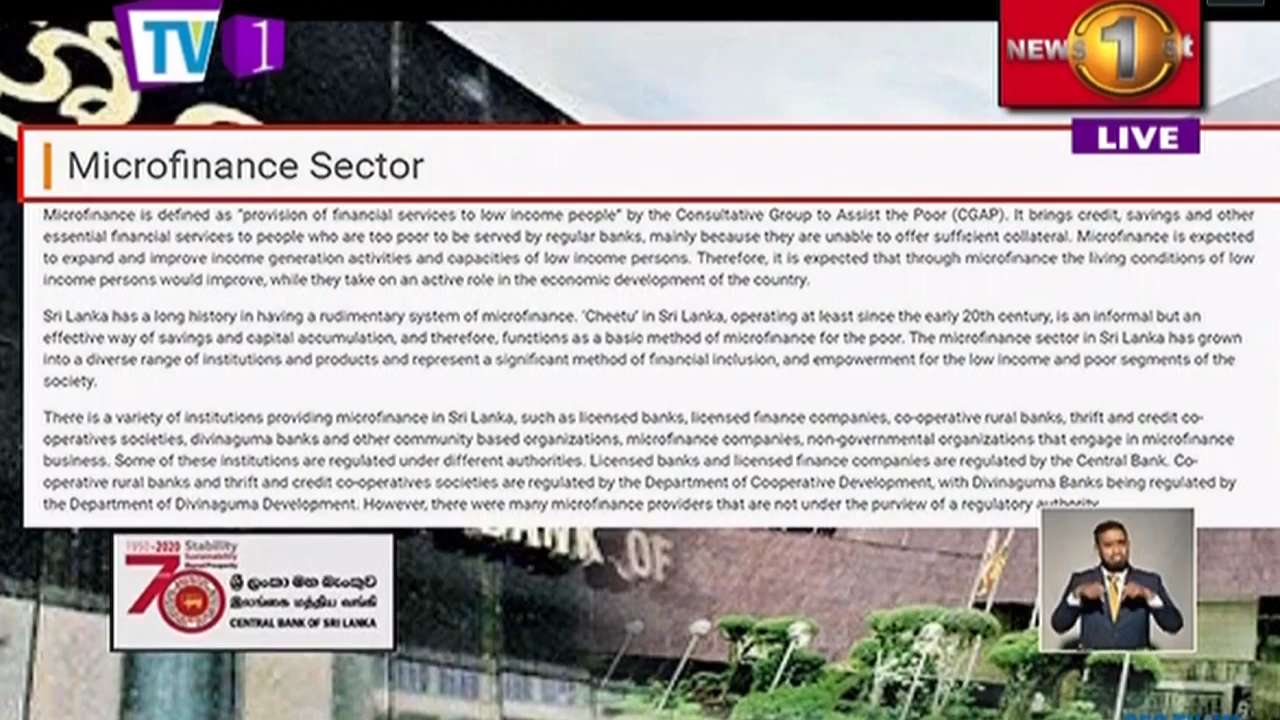 TV 1
NEWS 1st
LIVE
Microfinance Sector
Microfinance is defined as "provision of financial services to low income people" by the Consultative Group to Assist the Poor (CGAP). It brings credit, savings and other
essential financial services to people who are too poor to be served by regular banks, mainly because they are unable to offer sufficient collateral. Microfinance is expected
to expand and improve income generation activities and capacities of low income persons. Therefore, it is expected that through microfinance the living conditions of low
income persons would improve, while they take on an active role in the economic development of the country.
Sri Lanka has a long history in having a rudimentary system of microfinance. 'Cheetu' in Sri Lanka, operating at least since the early 20th century, is an informal but an
effective way of savings and capital accumulation, and therefore, functions as a basic method of microfinance for the poor. The microfinance sector in Sri Lanka has grown
into a diverse range of institutions and products and represent a significant method of financial inclusion, and empowerment for the low income and poor segments of the
society.
There is a variety of institutions providing microfinance in Sri Lanka, such as licensed banks, licensed finance companies, co-operative rural banks, thrift and credit co-
operatives societies, divinaguma banks and other community based organizations, microfinance companies, non-governmental organizations that engage in microfinance
business. Some of these institutions are regulated under different authorities. Licensed banks and licensed finance companies are regulated by the Central Bank. Co-
operative rural banks and thrift and credit co-operatives societies are regulated by the Department of Cooperative Development, with Divinaguma Banks being regulated by
the Department of Divinaguma Development. However, there were many microfinance providers that are not under the purview of a regulatory authority.
BANK OF
1950-2020 Stability
70
ශ්‍රී ලංකා මහ බැංකුව
இலங்கை மத்திய வங்கி
CENTRAL BANK OF SRI LANKA